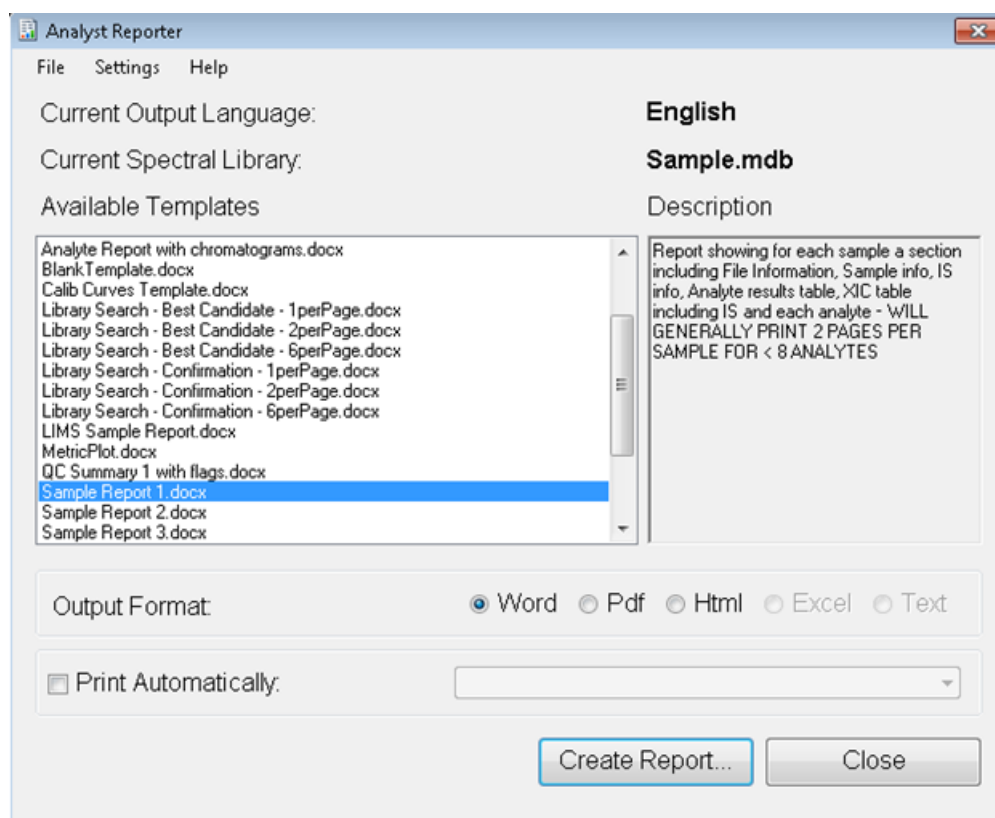 Analyst Reporter
File Settings Help
Current Output Language: English
Current Spectral Library: Sample.mdb
Available Templates
Analyte Report with chromatograms.docx
BlankTemplate.docx
Calib Curves Template.docx
Library Search - Best Candidate - 1perPage.docx
Library Search - Best Candidate - 2perPage.docx
Library Search - Best Candidate - 6perPage.docx
Library Search - Confirmation - 1perPage.docx
Library Search - Confirmation - 2perPage.docx
Library Search - Confirmation - 6perPage.docx
LIMS Sample Report.docx
MetricPlot.docx
QC Summary 1 with flags.docx
Sample Report 1.docx
Sample Report 2.docx
Sample Report 3.docx
Description
Report showing for each sample a section
including File Information, Sample info, IS
info, Analyte results table, XIC table
including IS and each analyte - WILL
GENERALLY PRINT 2 PAGES PER
SAMPLE FOR < 8 ANALYTES
Output Format: Word Pdf Html Excel Text
Print Automatically:
Create Report... Close